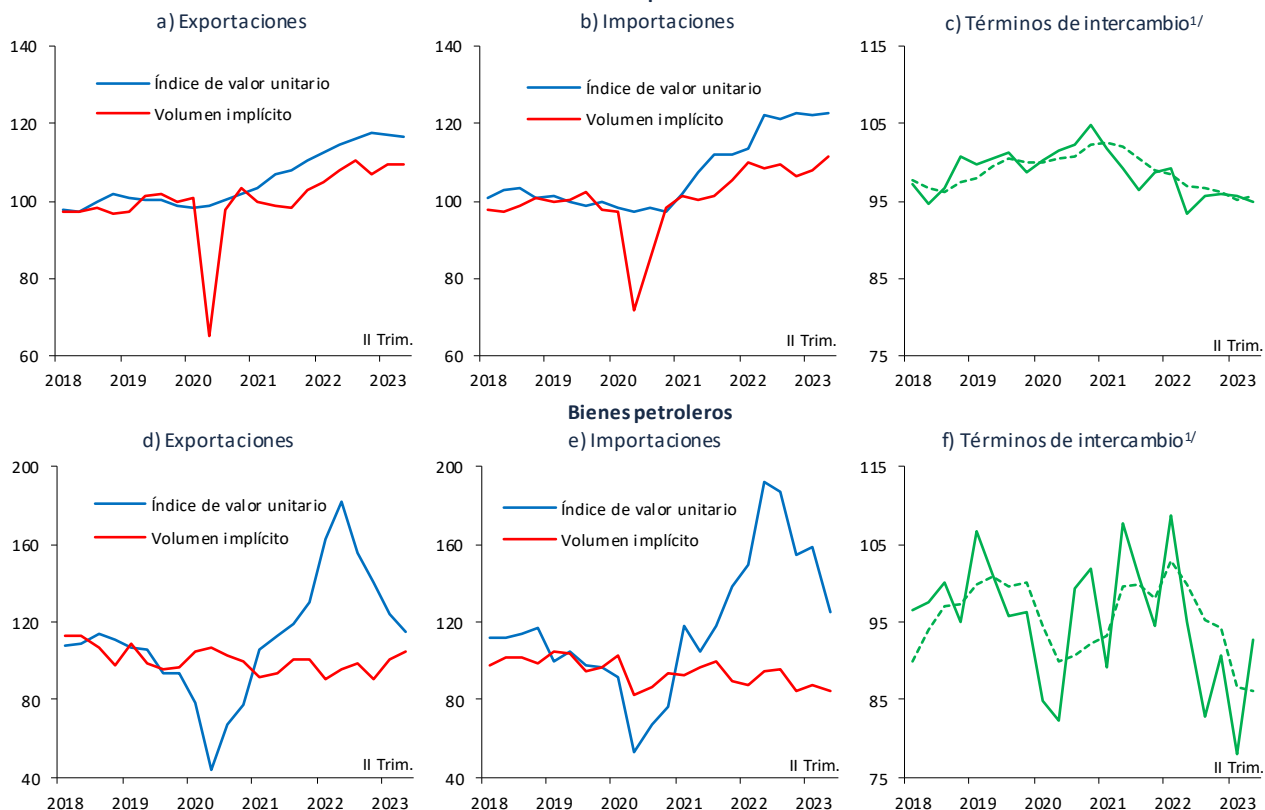 a) Exportaciones
140
120
100
80
60
Índice de valor unitario
Volumen implícito
II Trim.
2018 2019 2020 2021 2022 2023
b) Importaciones
140
120
100
80
60
Índice de valor unitario
Volumen implícito
II Trim.
2018 2019 2020 2021 2022 2023
c) Términos de intercambio1/
115
105
95
85
75
II Trim.
2018 2019 2020 2021 2022 2023
Bienes petroleros
d) Exportaciones
200
160
120
80
40
Índice de valor unitario
Volumen implícito
II Trim.
2018 2019 2020 2021 2022 2023
e) Importaciones
200
160
120
80
40
Índice de valor unitario
Volumen implícito
II Trim.
2018 2019 2020 2021 2022 2023
f) Términos de intercambio1/
115
105
95
85
75
II Trim.
2018 2019 2020 2021 2022 2023